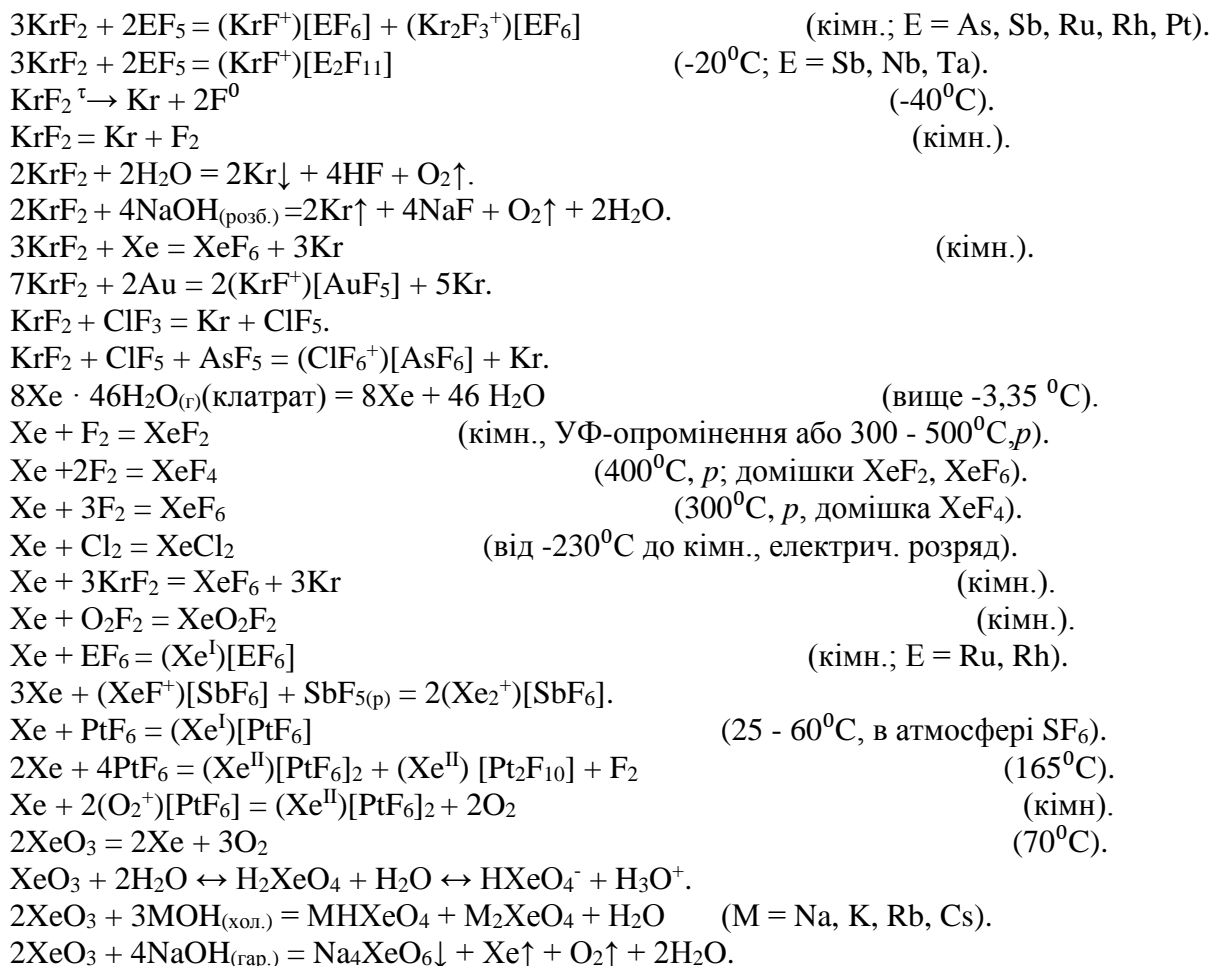 3KrF₂ + 2EF₅ = (KrF⁺)[EF₆] + (Kr₂F₃⁺)[EF₆] (кімн.; E = As, Sb, Ru, Rh, Pt).
3KrF₂ + 2EF₅ = (KrF⁺)[E₂F₁₁] (-20⁰C; E = Sb, Nb, Ta).
KrF₂ ᵗ→ Kr + 2F⁰ (-40⁰C).
KrF₂ = Kr + F₂ (кімн.).
2KrF₂ + 2H₂O = 2Kr↓ + 4HF + O₂↑.
2KrF₂ + 4NaOH₍розб.₎ =2Kr↑ + 4NaF + O₂↑ + 2H₂O.
3KrF₂ + Xe = XeF₆ + 3Kr (кімн.).
7KrF₂ + 2Au = 2(KrF⁺)[AuF₅] + 5Kr.
KrF₂ + ClF₃ = Kr + ClF₅.
KrF₂ + ClF₅ + AsF₅ = (ClF₆⁺)[AsF₆] + Kr.
8Xe · 46H₂O₍г₎(клатрат) = 8Xe + 46 H₂O (вище -3,35 ⁰C).
Xe + F₂ = XeF₂ (кімн., УФ-опромінення або 300 - 500⁰C,p).
Xe +2F₂ = XeF₄ (400⁰C, p; домішки XeF₂, XeF₆).
Xe + 3F₂ = XeF₆ (300⁰C, p, домішка XeF₄).
Xe + Cl₂ = XeCl₂ (від -230⁰C до кімн., електрич. розряд).
Xe + 3KrF₂ = XeF₆ + 3Kr (кімн.).
Xe + O₂F₂ = XeO₂F₂ (кімн.).
Xe + EF₆ = (Xeᴵ)[EF₆] (кімн.; E = Ru, Rh).
3Xe + (XeF⁺)[SbF₆] + SbF₅₍р₎ = 2(Xe₂⁺)[SbF₆].
Xe + PtF₆ = (Xeᴵ)[PtF₆] (25 - 60⁰C, в атмосфері SF₆).
2Xe + 4PtF₆ = (Xeᴵᴵ)[PtF₆]₂ + (Xeᴵᴵ) [Pt₂F₁₀] + F₂ (165⁰C).
Xe + 2(O₂⁺)[PtF₆] = (Xeᴵᴵ)[PtF₆]₂ + 2O₂ (кімн).
2XeO₃ = 2Xe + 3O₂ (70⁰C).
XeO₃ + 2H₂O ↔ H₂XeO₄ + H₂O ↔ HXeO₄⁻ + H₃O⁺.
2XeO₃ + 3MOH₍хол.₎ = MHXeO₄ + M₂XeO₄ + H₂O (M = Na, K, Rb, Cs).
2XeO₃ + 4NaOH₍гар.₎ = Na₄XeO₆↓ + Xe↑ + O₂↑ + 2H₂O.